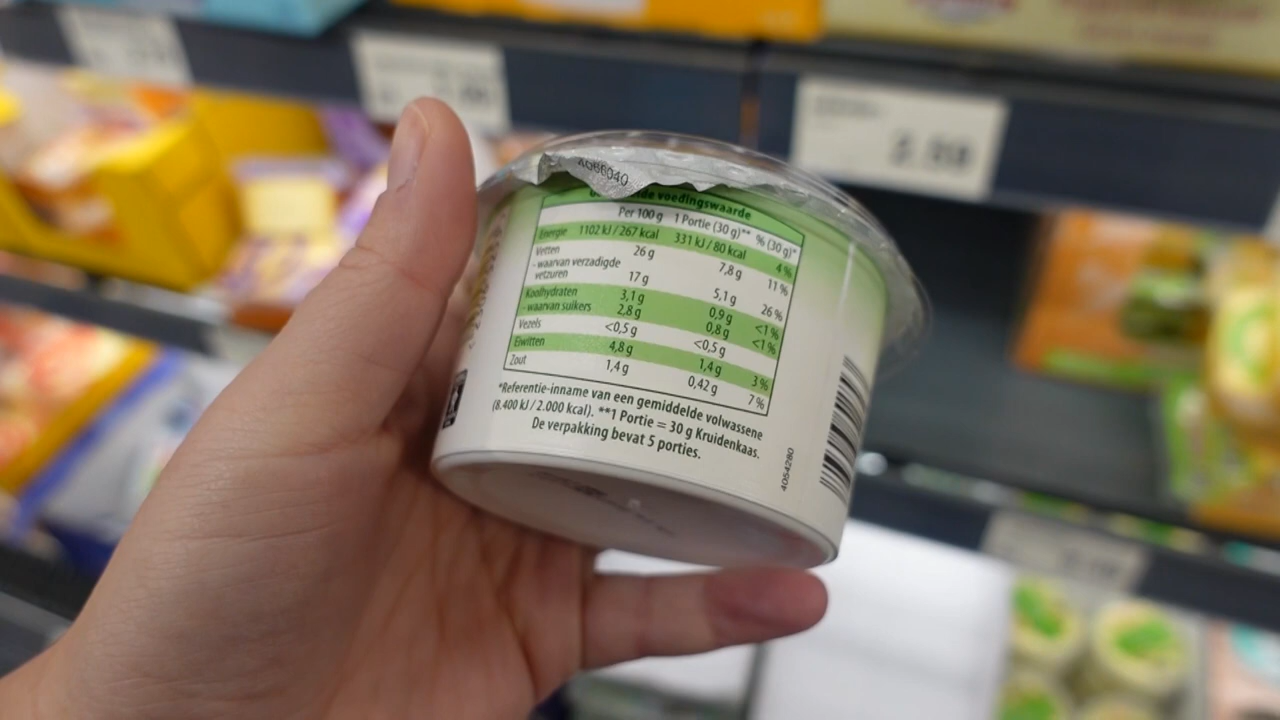 4066040
voedingswaarde
Per 100 g 1 Portie (30 g)** % (30 g)*
Energie 1102 kJ / 267 kcal 331 kJ / 80 kcal 4 %
Vetten 26 g 7,8 g 11 %
- waarvan verzadigde vetzuren 17 g 5,1 g 26 %
Koolhydraten 3,1 g 0,9 g <1 %
- waarvan suikers 2,8 g 0,8 g <1 %
Vezels <0,5 g <0,5 g
Eiwitten 4,8 g 1,4 g 3 %
Zout 1,4 g 0,42 g 7 %
*Referentie-inname van een gemiddelde volwassene
(8.400 kJ / 2.000 kcal). **1 Portie = 30 g Kruidenkaas.
De verpakking bevat 5 porties.
4054280